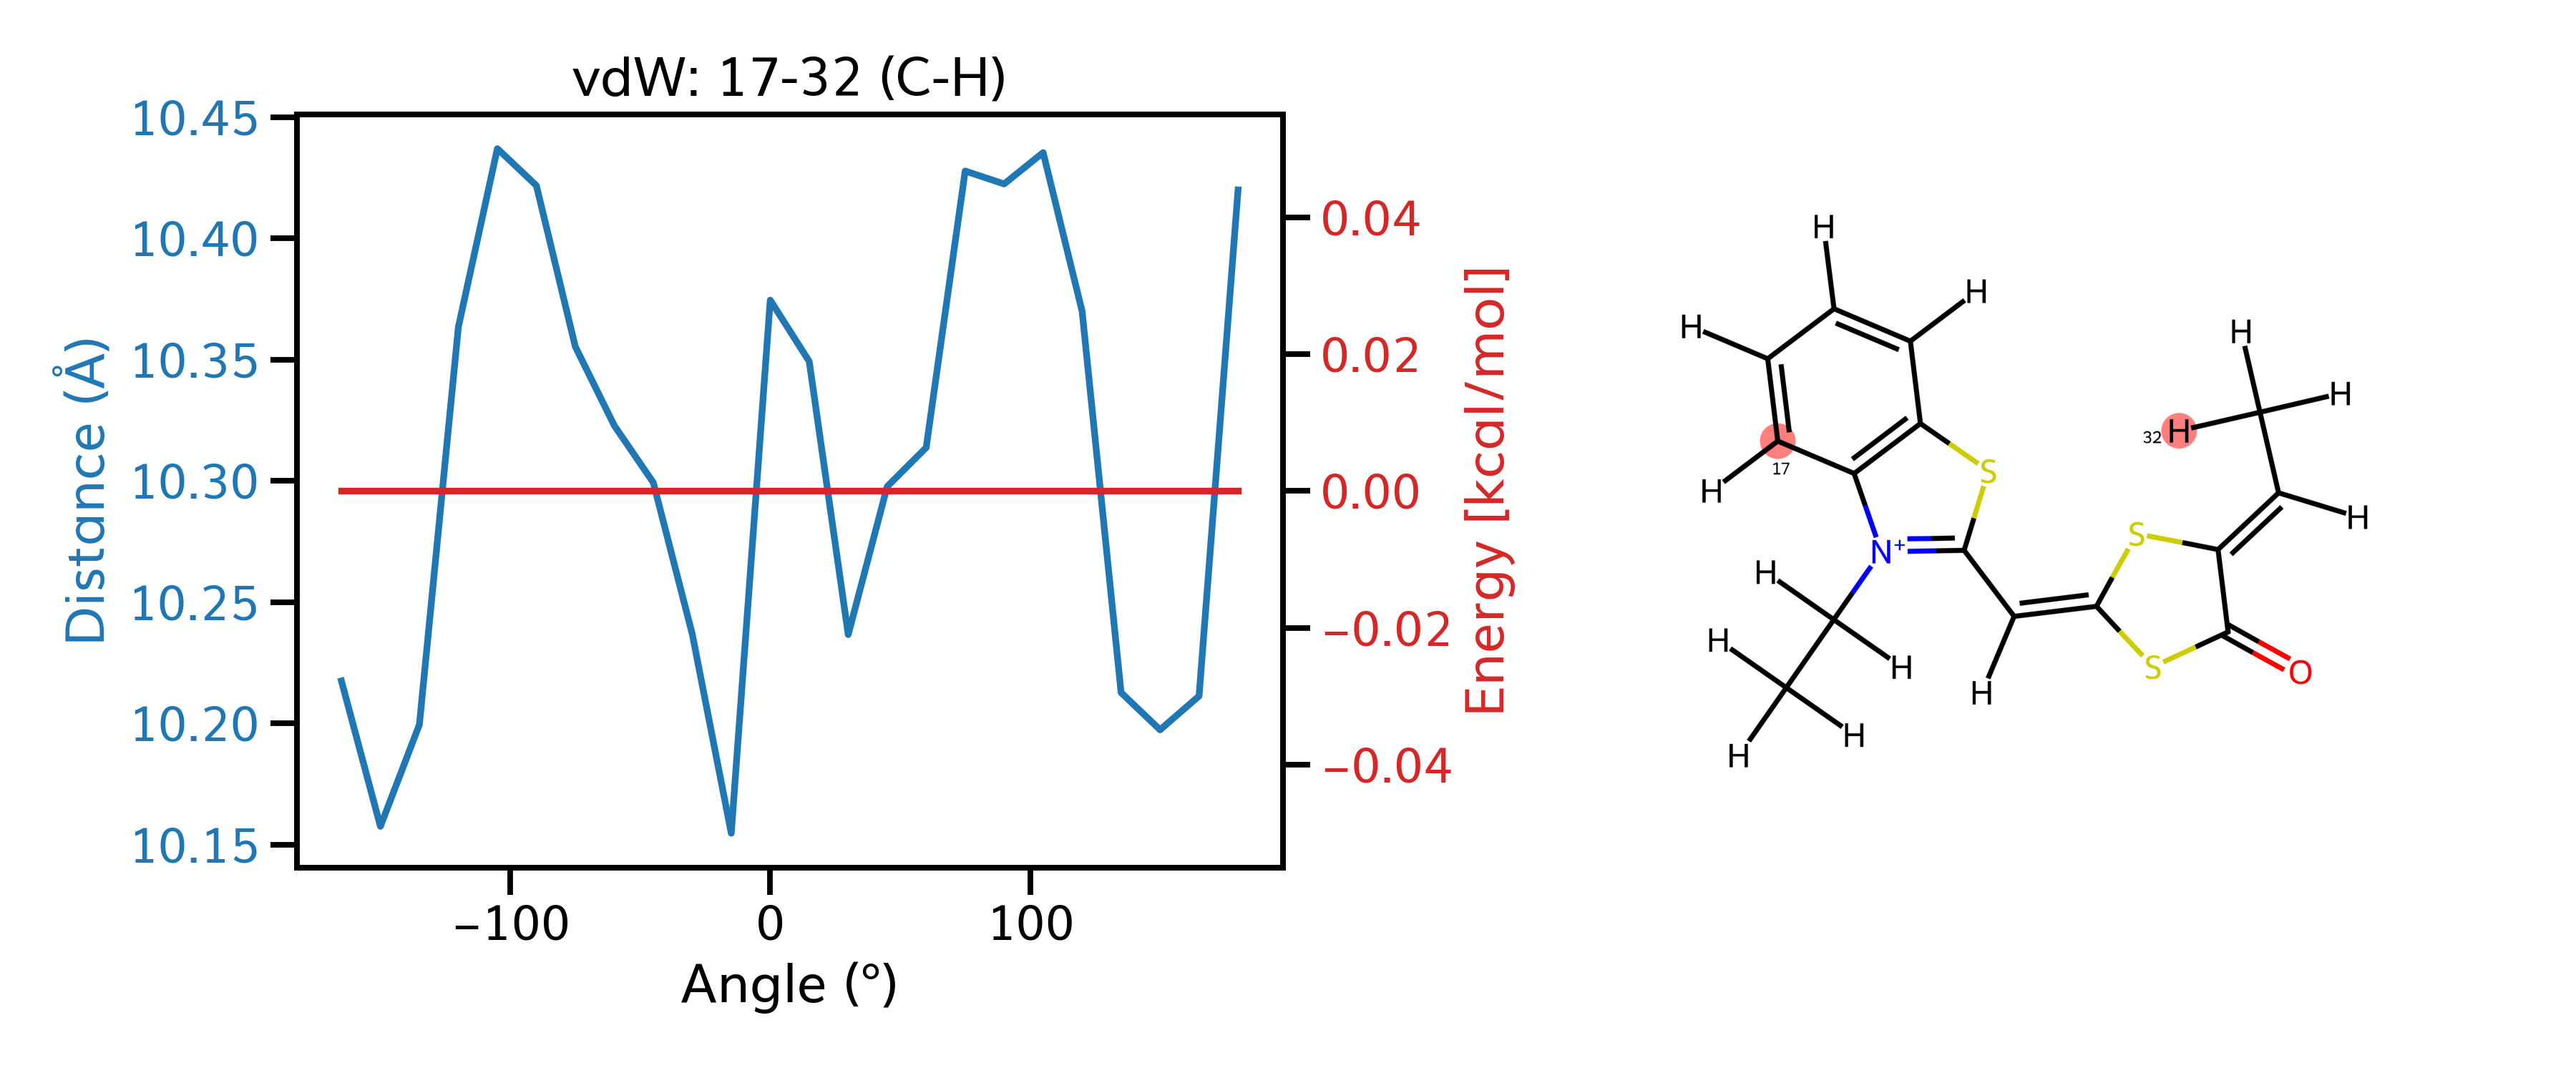 vdW: 17-32 (C-H)
10.45
10.40
10.35
10.30
10.25
10.20
10.15
Distance (Å)
0.04
0.02
0.00
−0.02
−0.04
Energy [kcal/mol]
−100
0
100
Angle (°)
H
H
H
H
H
32
H
H
17
S
H
H
S
N+
H
H
H
S
O
H
H
H
H